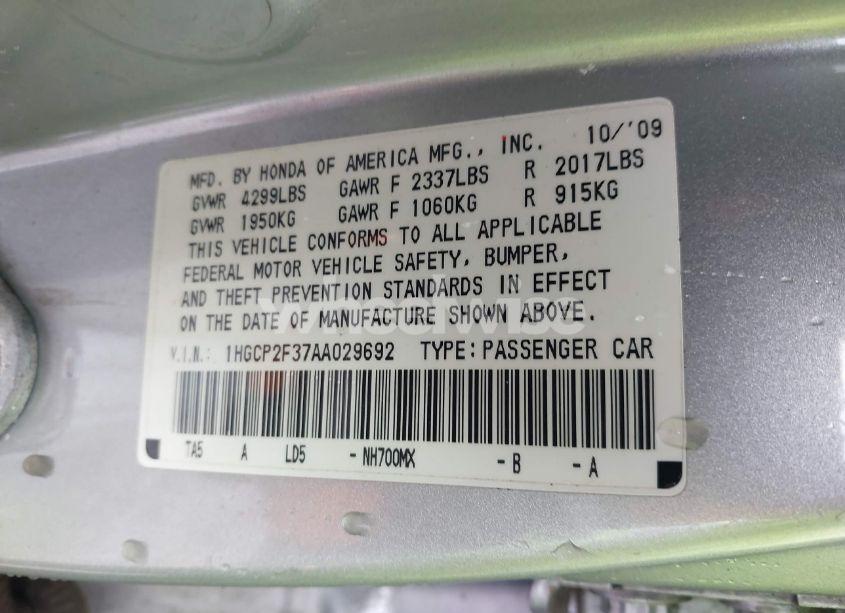 MFD. BY HONDA OF AMERICA MFG., INC. 10/'09
GVWR 4299LBS GAWR F 2337LBS R 2017LBS
GVWR 1950KG GAWR F 1060KG R 915KG
THIS VEHICLE CONFORMS TO ALL APPLICABLE
FEDERAL MOTOR VEHICLE SAFETY, BUMPER,
AND THEFT PREVENTION STANDARDS IN EFFECT
ON THE DATE OF MANUFACTURE SHOWN ABOVE.
wheelwise
V.I.N.: 1HGCP2F37AA029692 TYPE: PASSENGER CAR
TA5 A LD5 - NH700MX - B - A